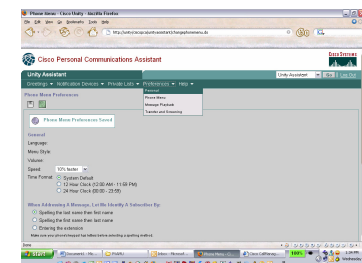 Phone Menu - Cisco Unity - Mozilla Firefox
File Edit View Go Bookmarks Tools Help
Cisco Personal Communications Assistant
CISCO SYSTEMS
Unity Assistant
Unity Assistant Go Log Out
Greetings Notification Devices Private Lists Preferences Help
Personal
Phone Menu
Message Playback
Transfer and Screening
Phone Menu Preferences
Phone Menu Preferences Saved
General
Language:
Menu Style
Volume:
Speed: 10% faster
Time Format: System Default
12 Hour Clock (12:00 AM - 11:59 PM)
24 Hour Clock (00:00 - 23:59)
When Addressing A Message, Let Me Identify A Subscriber By:
Spelling the last name then first name
Spelling the first name then last name
Entering the extension
Done
start
100%
Wednesday